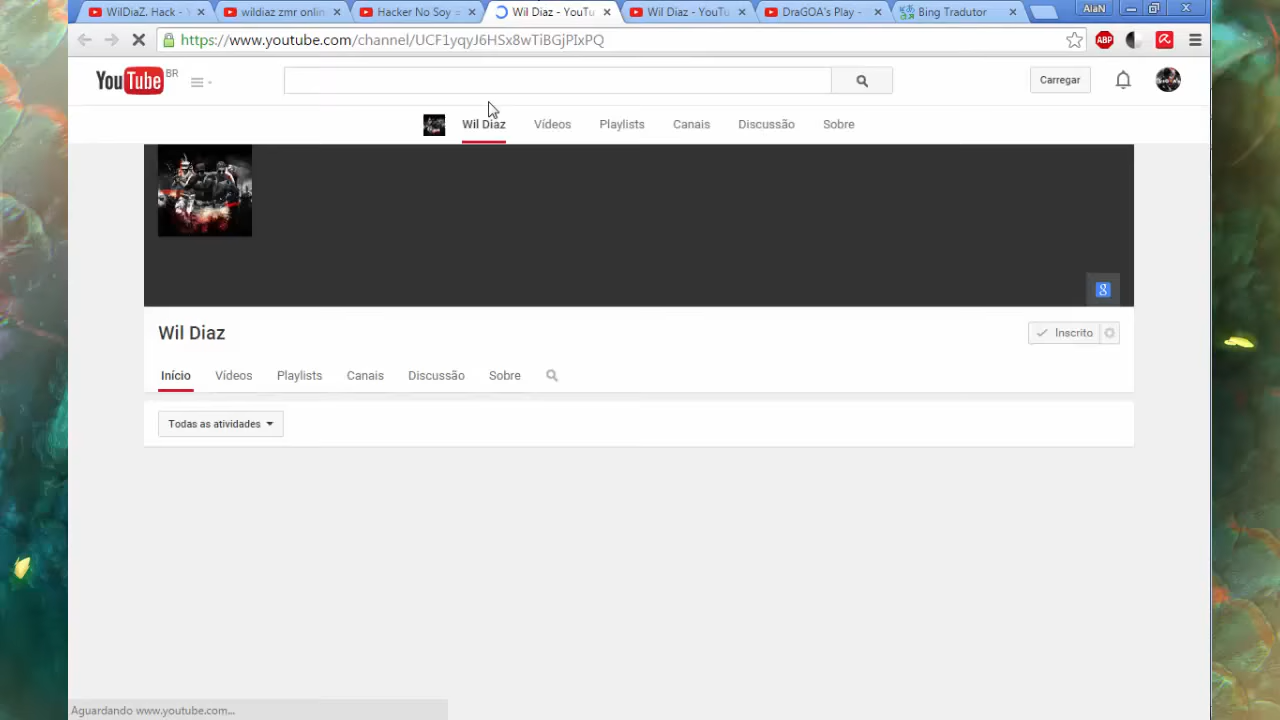 WilDiaZ. Hack - Y
wildiaz zmr onlin
Hacker No Soy =
Wil Diaz - YouTu
Wil Diaz - YouTu
DraGOA's Play -
Bing Tradutor
AlaN
https://www.youtube.com/channel/UCF1yqyJ6HSx8wTiBGjPIxPQ
ABP
YouTube BR
Carregar
Wil Diaz Vídeos Playlists Canais Discussão Sobre
8
Wil Diaz
Inscrito
Início Vídeos Playlists Canais Discussão Sobre
Todas as atividades
Aguardando www.youtube.com...